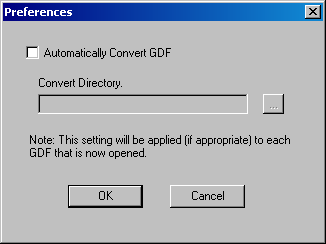 Preferences
Automatically Convert GDF
Convert Directory.
...
Note: This setting will be applied (if appropriate) to each
GDF that is now opened.
OK Cancel